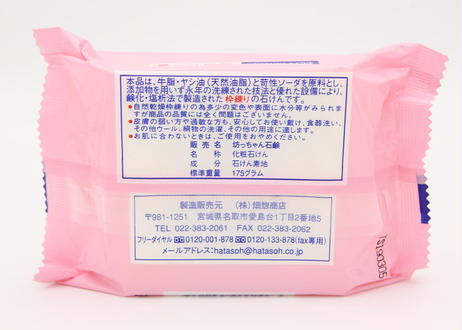 本品は、牛脂・ヤシ油(天然油脂)と苛性ソーダを原料とし
添加物を用いず永年の洗練された技法と優れた設備により、
鹸化・塩析法で製造された枠練りの石けんです。
●自然乾燥枠練りの為多少の変色や表面に水分等がみられ
ますが商品の品質には全く問題はございません。
●皮膚の弱い方や過敏な方も、安心してお使い戴け、食器洗い、
その他ウール、絹物の洗濯、その他の用途に適します。
●お肌に合わないときは、ご使用をおやめください。
販売名 坊っちゃん石鹸
名称 化粧石けん
成分 石けん素地
標準重量 175グラム
製造販売元 (株)畑惣商店
〒981-1251 宮城県名取市愛島台1丁目2番地5
TEL 022-383-2061 FAX 022-383-2062
フリーダイヤル 0120-001-878 0120-133-878(fax専用)
メールアドレス:hatasoh@hatasoh.co.jp